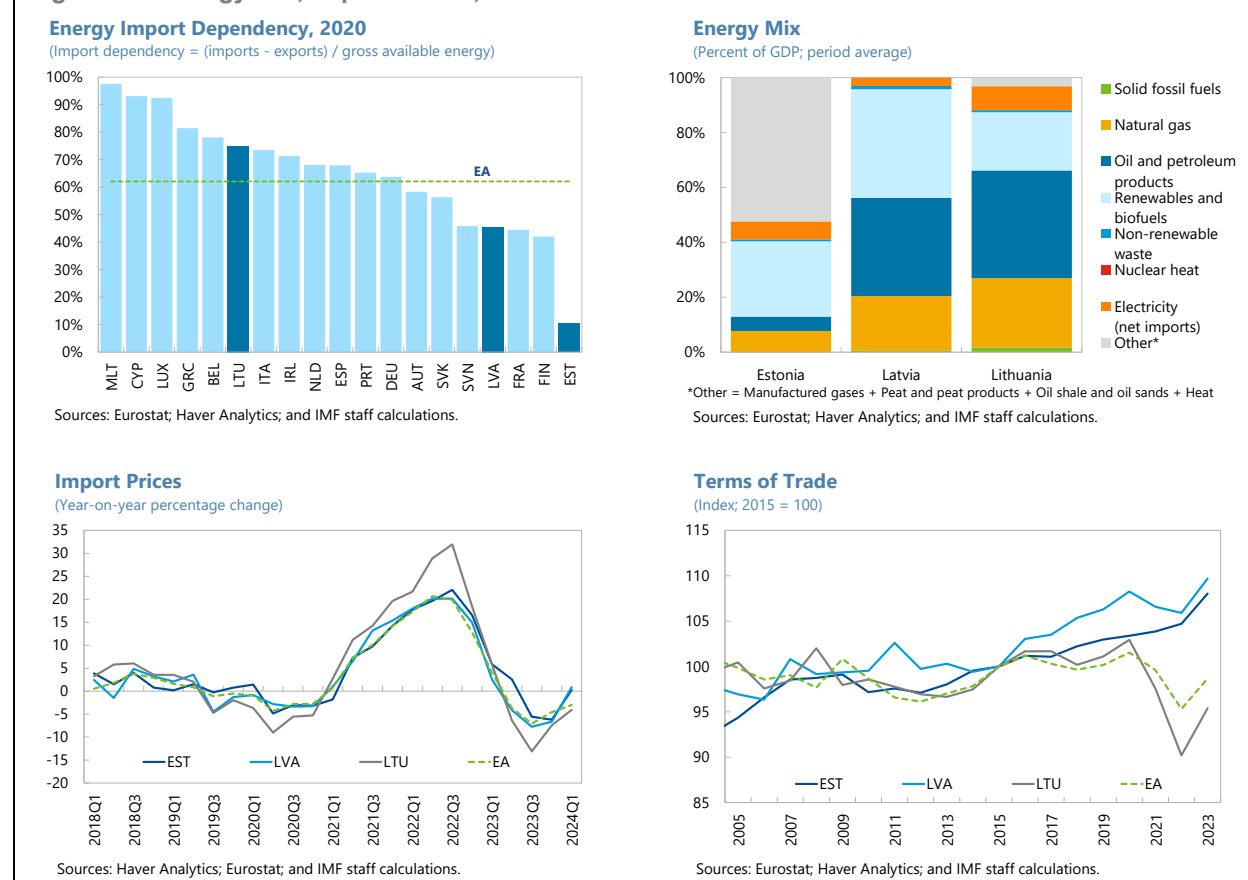 Energy Import Dependency, 2020
(Import dependency = (imports - exports) / gross available energy)
100%
90%
80%
70%
60%
50%
40%
30%
20%
10%
0%
EA
MLT
CYP
LUX
GRC
BEL
LTU
ITA
IRL
NLD
ESP
PRT
DEU
AUT
SVK
SVN
LVA
FRA
FIN
EST
Sources: Eurostat; Haver Analytics; and IMF staff calculations.
Energy Mix
(Percent of GDP; period average)
100%
80%
60%
40%
20%
0%
Estonia
Latvia
Lithuania
Solid fossil fuels
Natural gas
Oil and petroleum
products
Renewables and
biofuels
Non-renewable
waste
Nuclear heat
Electricity
(net imports)
Other*
*Other = Manufactured gases + Peat and peat products + Oil shale and oil sands + Heat
Sources: Eurostat; Haver Analytics; and IMF staff calculations.
Import Prices
(Year-on-year percentage change)
35
30
25
20
15
10
5
0
-5
-10
-15
-20
EST
LVA
LTU
EA
2018Q1
2018Q3
2019Q1
2019Q3
2020Q1
2020Q3
2021Q1
2021Q3
2022Q1
2022Q3
2023Q1
2023Q3
2024Q1
Sources: Haver Analytics; Eurostat; and IMF staff calculations.
Terms of Trade
(Index; 2015 = 100)
115
110
105
100
95
90
85
EST
LVA
LTU
EA
2005
2007
2009
2011
2013
2015
2017
2019
2021
2023
Sources: Eurostat; Haver Analytics; and IMF staff calculations.